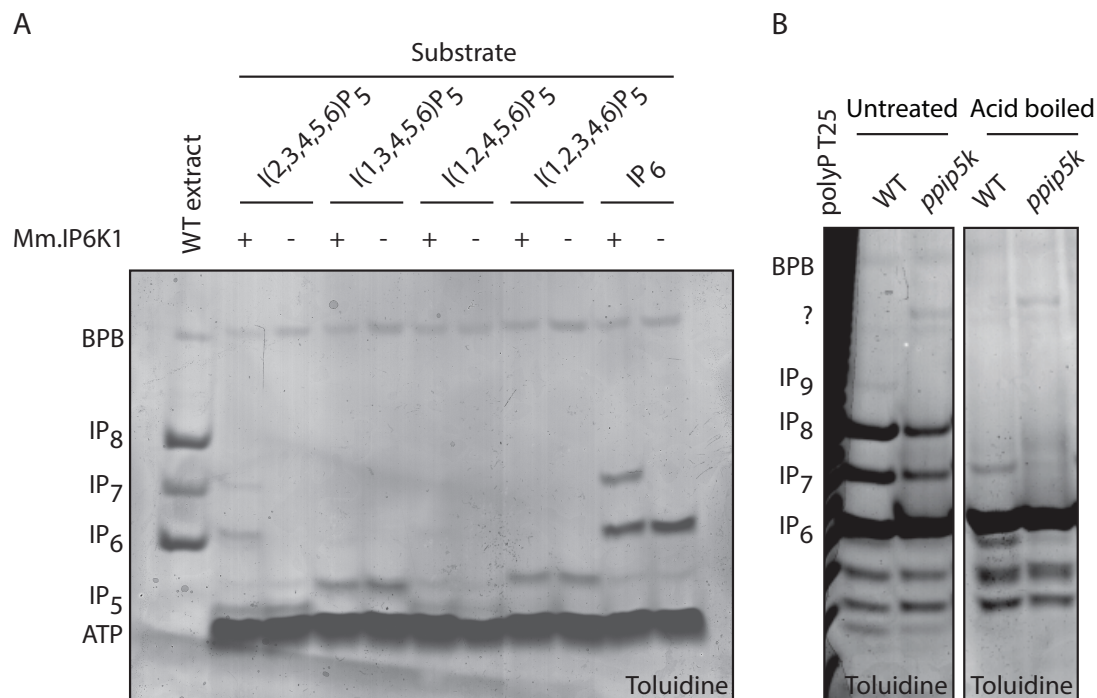 A
Substrate
WT extract
I(2,3,4,5,6)P5
I(1,3,4,5,6)P5
I(1,2,4,5,6)P5
I(1,2,3,4,6)P5
IP6
Mm.IP6K1 + - + - + - + - + -
BPB
IP8
IP7
IP6
IP5
ATP
Toluidine
B
polyP T25
Untreated
Acid boiled
WT
ppip5k
WT
ppip5k
BPB
?
IP9
IP8
IP7
IP6
Toluidine
Toluidine